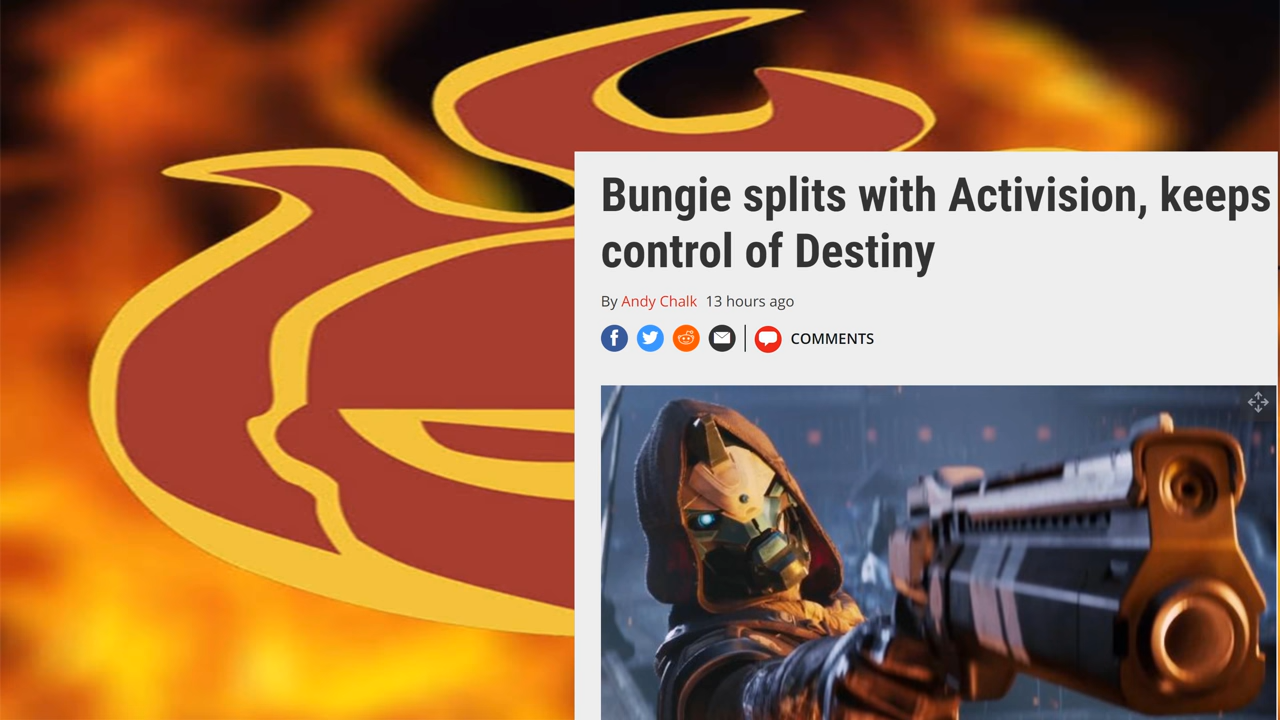 Bungie splits with Activision, keeps
control of Destiny
By Andy Chalk 13 hours ago
COMMENTS